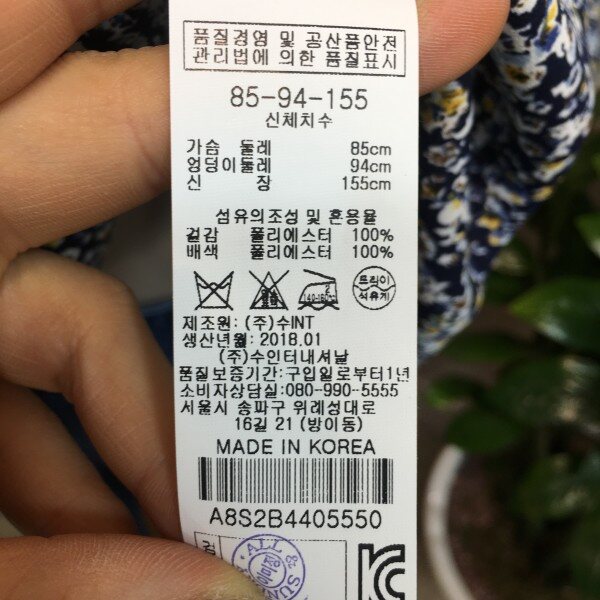 품질경영 및 공산품안전
관리법에 의한 품질표시
85-94-155
신체치수
가슴 둘레 85cm
엉덩이둘레 94cm
신 장 155cm
섬유의조성 및 혼용율
겉감 폴리에스터 100%
배색 폴리에스터 100%
2
140-160℃
드라이
석유계
제조원: (주)수INT
생산년월: 2018.01
(주)수인터내셔날
품질보증기간:구입일로부터1년
소비자상담실:080-990-5555
서울시 송파구 위례성대로
16길 21 (방이동)
MADE IN KOREA
A8S2B4405550
ALL &